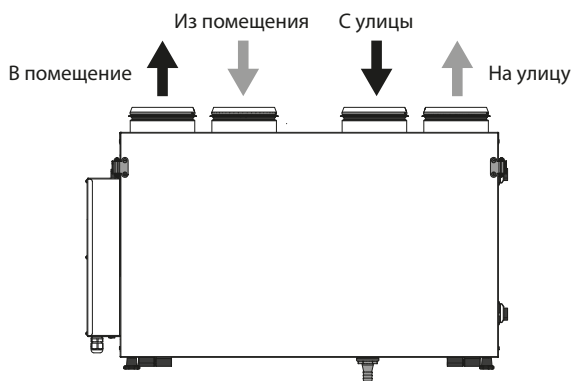 Из помещения
С улицы
В помещение
На улицу